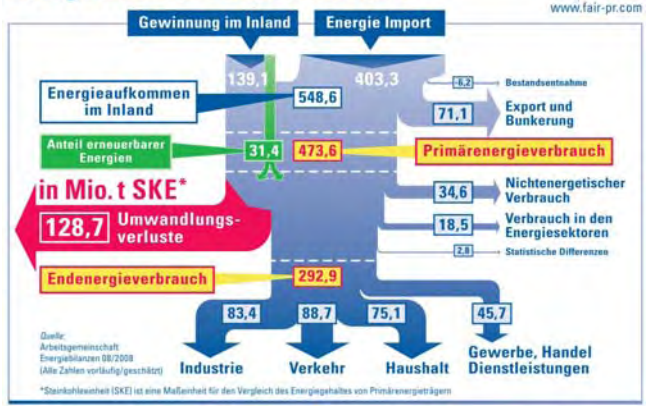 www.fair-pr.com
Gewinnung im Inland
Energie Import
139,1
403,3
Energieaufkommen
im Inland
548,6
6,2
Bestandsentnahme
71,1
Export und
Bunkerung
Anteil erneuerbarer
Energien
31,4
473,6
Primärenergieverbrauch
in Mio. t SKE*
128,7
Umwandlungs-
verluste
34,6
Nichtenergetischer
Verbrauch
18,5
Verbrauch in den
Energiesektoren
2,8
Statistische Differenzen
Endenergieverbrauch
292,9
83,4
88,7
75,1
45,7
Quelle:
Arbeitsgemeinschaft
Energiebilanzen 08/2008
(Alle Zahlen vorläufig/geschätzt)
Industrie
Verkehr
Haushalt
Gewerbe, Handel
Dienstleistungen
*Steinkohleeinheit (SKE) ist eine Maßeinheit für den Vergleich des Energiegehaltes von Primärenergieträgern